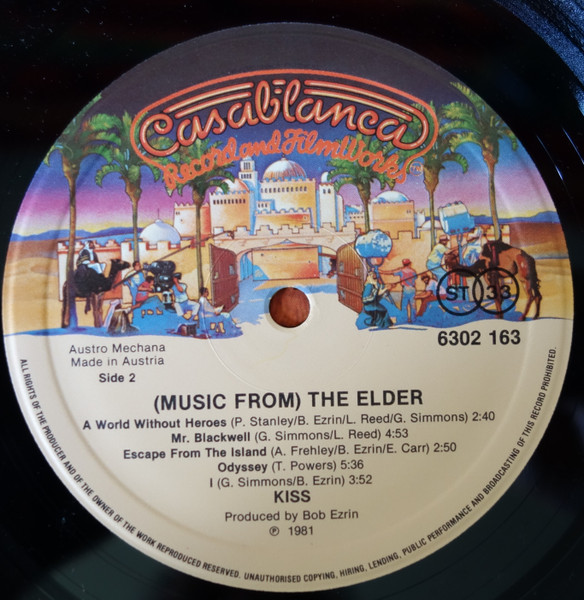 Casablanca
Record and FilmWorks™
ST 33
6302 163
Austro Mechana
Made in Austria
Side 2
(MUSIC FROM) THE ELDER
A World Without Heroes (P. Stanley/B. Ezrin/L. Reed/G. Simmons) 2:40
Mr. Blackwell (G. Simmons/L. Reed) 4:53
Escape From The Island (A. Frehley/B. Ezrin/E. Carr) 2:50
Odyssey (T. Powers) 5:36
I (G. Simmons/B. Ezrin) 3:52
KISS
Produced by Bob Ezrin
℗ 1981
ALL RIGHTS OF THE PRODUCER AND OF THE OWNER OF THE WORK REPRODUCED RESERVED. UNAUTHORISED COPYING, HIRING, LENDING, PUBLIC PERFORMANCE AND BROADCASTING OF THIS RECORD PROHIBITED.